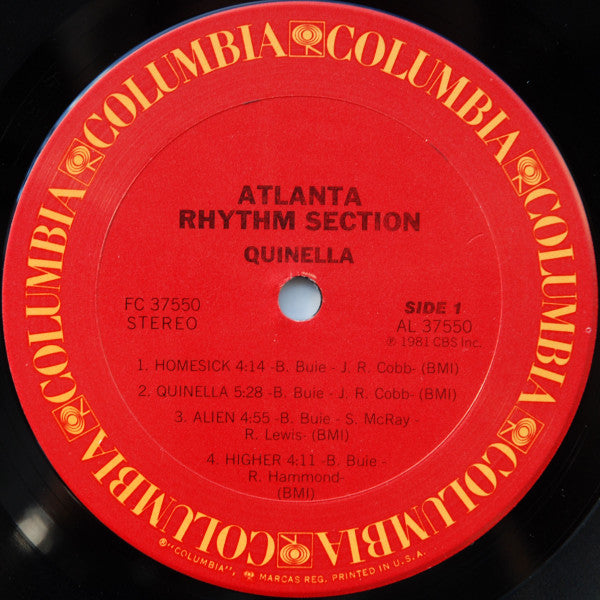 COLUMBIA COLUMBIA COLUMBIA COLUMBIA COLUMBIA COLUMBIA COLUMBIA COLUMBIA
ATLANTA
RHYTHM SECTION
QUINELLA
FC 37550
STEREO
SIDE 1
AL 37550
℗ 1981 CBS Inc.
1. HOMESICK 4:14 -B. Buie - J. R. Cobb- (BMI)
2. QUINELLA 5:28 -B. Buie - J. R. Cobb- (BMI)
3. ALIEN 4:55 -B. Buie - S. McRay -
R. Lewis- (BMI)
4. HIGHER 4:11 -B. Buie -
R. Hammond-
(BMI)
®"COLUMBIA", MARCAS REG. PRINTED IN U.S.A.